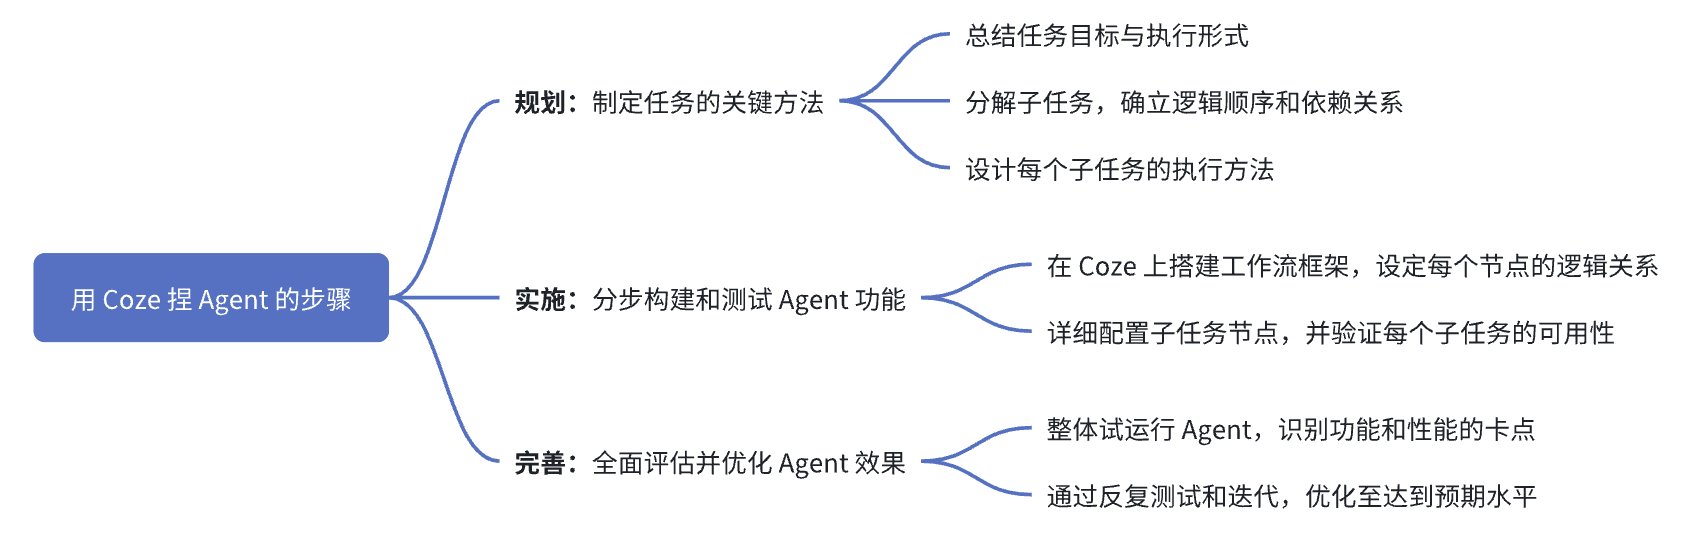 用 Coze 捏 Agent 的步骤
规划：制定任务的关键方法
总结任务目标与执行形式
分解子任务，确立逻辑顺序和依赖关系
设计每个子任务的执行方法
实施：分步构建和测试 Agent 功能
在 Coze 上搭建工作流框架，设定每个节点的逻辑关系
详细配置子任务节点，并验证每个子任务的可用性
完善：全面评估并优化 Agent 效果
整体试运行 Agent，识别功能和性能的卡点
通过反复测试和迭代，优化至达到预期水平